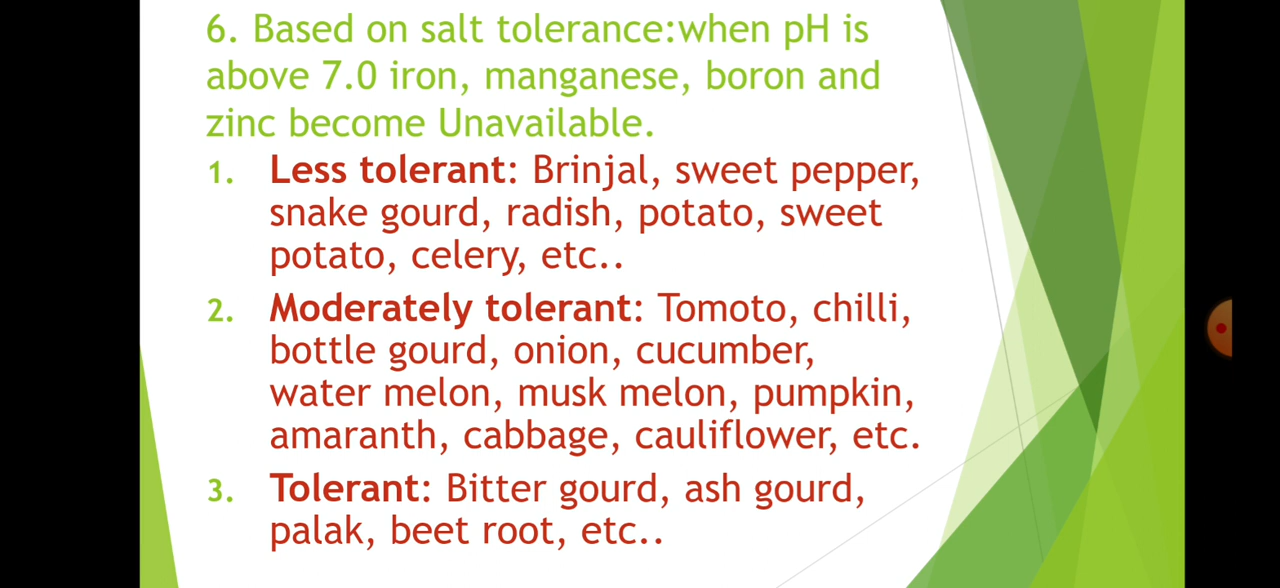 6. Based on salt tolerance:when pH is
above 7.0 iron, manganese, boron and
zinc become Unavailable.
1. Less tolerant: Brinjal, sweet pepper,
snake gourd, radish, potato, sweet
potato, celery, etc..
2. Moderately tolerant: Tomoto, chilli,
bottle gourd, onion, cucumber,
water melon, musk melon, pumpkin,
amaranth, cabbage, cauliflower, etc.
3. Tolerant: Bitter gourd, ash gourd,
palak, beet root, etc..